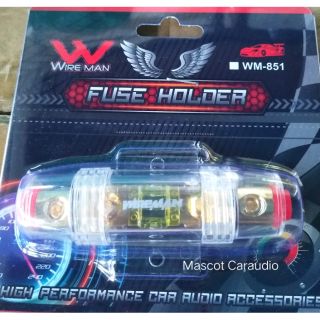 W
WIRE MAN
WM-851
FUSE HOLDER
WIREMAN
Mascot Caraudio
HIGH PERFORMANCE CAR AUDIO ACCESSORIES